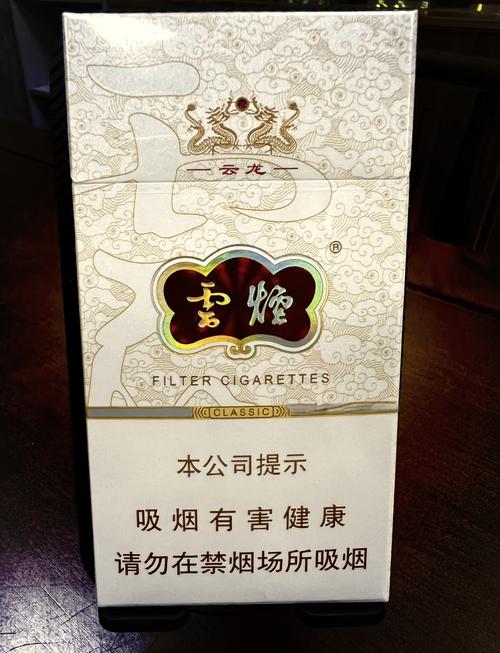 云龙
®
雲煙
FILTER CIGARETTES
CLASSIC
本公司提示
吸烟有害健康
请勿在禁烟场所吸烟